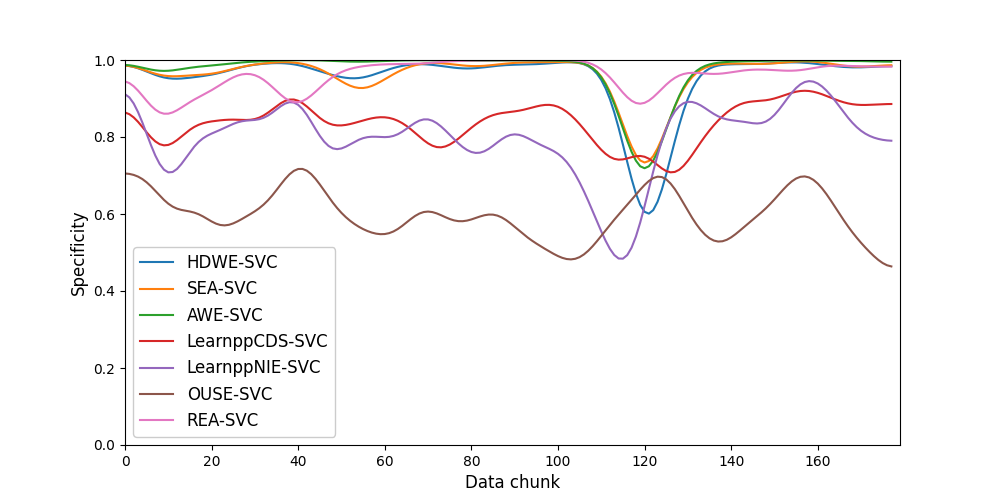 1.0
0.8
0.6
0.4
0.2
0.0
Specificity
HDWE-SVC
SEA-SVC
AWE-SVC
LearnppCDS-SVC
LearnppNIE-SVC
OUSE-SVC
REA-SVC
0 20 40 60 80 100 120 140 160
Data chunk